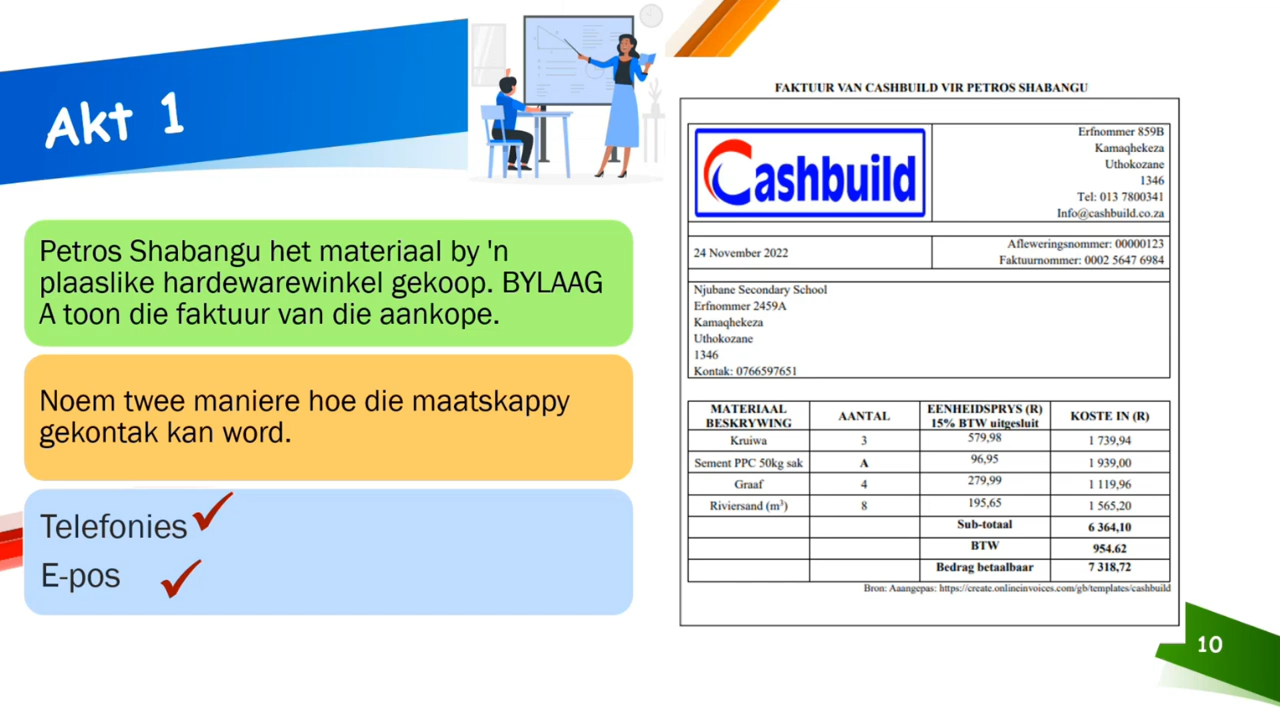 Akt 1
Petros Shabangu het materiaal by 'n
plaaslike hardewarewinkel gekoop. BYLAAG
A toon die faktuur van die aankope.
Noem twee maniere hoe die maatskappy
gekontak kan word.
Telefonies
E-pos
FAKTUUR VAN CASHBUILD VIR PETROS SHABANGU
Cashbuild
Erfnommer 859B
Kamaqhekeza
Uthokozane
1346
Tel: 013 7800341
Info@cashbuild.co.za
24 November 2022
Afleweringsnommer: 00000123
Faktuurnommer: 0002 5647 6984
Njubane Secondary School
Erfnommer 2459A
Kamaqhekeza
Uthokozane
1346
Kontak: 0766597651
MATERIAAL BESKRYWING AANTAL EENHEIDSPRYS (R) 15% BTW uitgesluit KOSTE IN (R)
Kruiwa 3 579,98 1 739,94
Sement PPC 50kg sak A 96,95 1 939,00
Graaf 4 279,99 1 119,96
Riviersand (m³) 8 195,65 1 565,20
Sub-totaal 6 364,10
BTW 954.62
Bedrag betaalbaar 7 318,72
Bron: Aaangepas: https://create.onlineinvoices.com/gb/templates/cashbuild
10